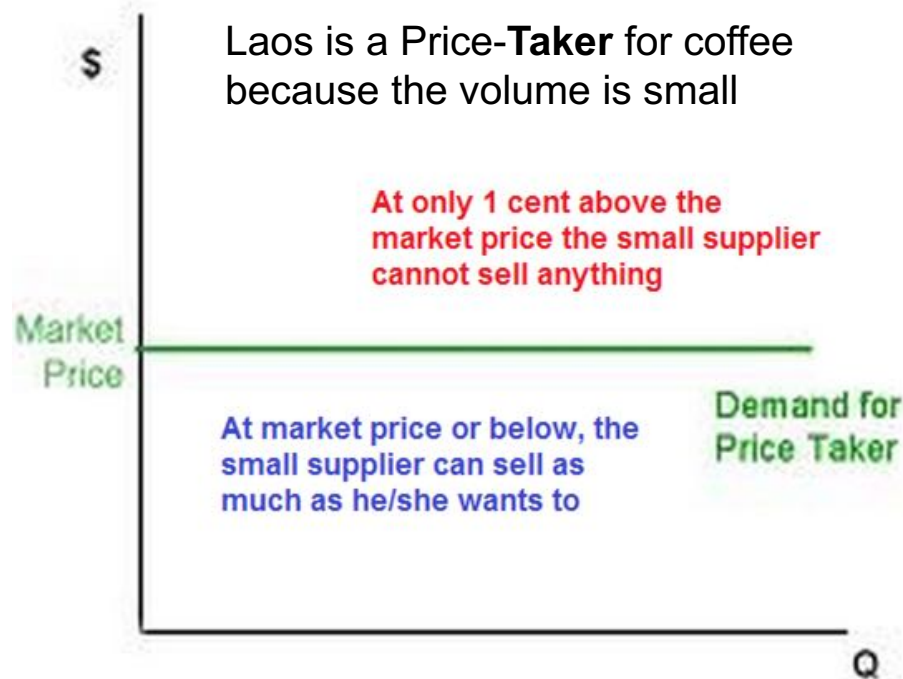 $
Laos is a Price-Taker for coffee
because the volume is small
At only 1 cent above the
market price the small supplier
cannot sell anything
Market
Price
Demand for
Price Taker
At market price or below, the
small supplier can sell as
much as he/she wants to
Q